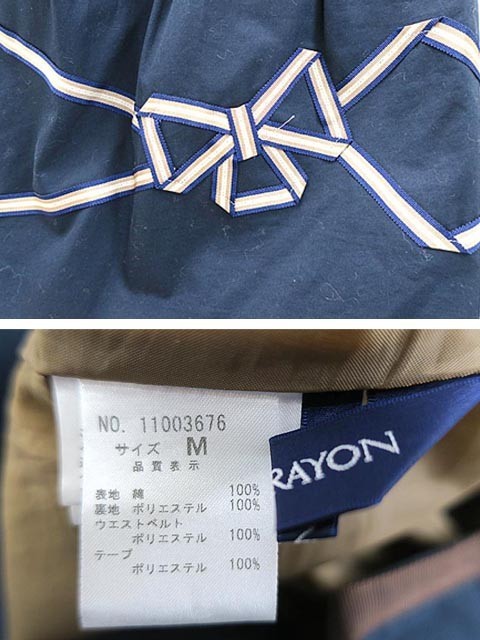 NO. 11003676
サイズ M
品質表示
表地 綿 100%
裏地 ポリエステル 100%
ウエストベルト
ポリエステル 100%
テープ
ポリエステル 100%
RAYON